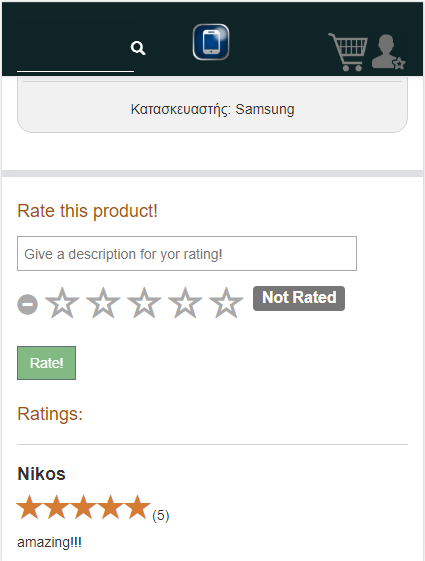 Κατασκευαστής: Samsung
Rate this product!
Give a description for yor rating!
Not Rated
Rate!
Ratings:
Nikos
(5)
amazing!!!